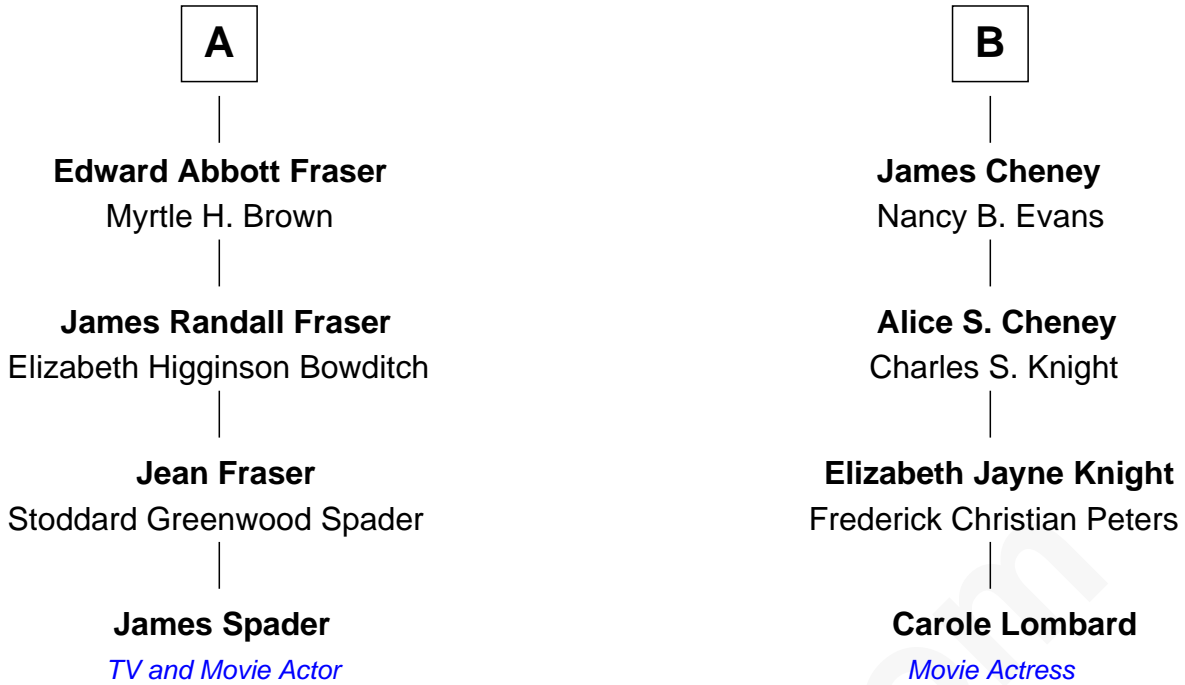 A
Edward Abbott Fraser
Myrtle H. Brown
James Randall Fraser
Elizabeth Higginson Bowditch
Jean Fraser
Stoddard Greenwood Spader
James Spader
TV and Movie Actor
B
James Cheney
Nancy B. Evans
Alice S. Cheney
Charles S. Knight
Elizabeth Jayne Knight
Frederick Christian Peters
Carole Lombard
Movie Actress